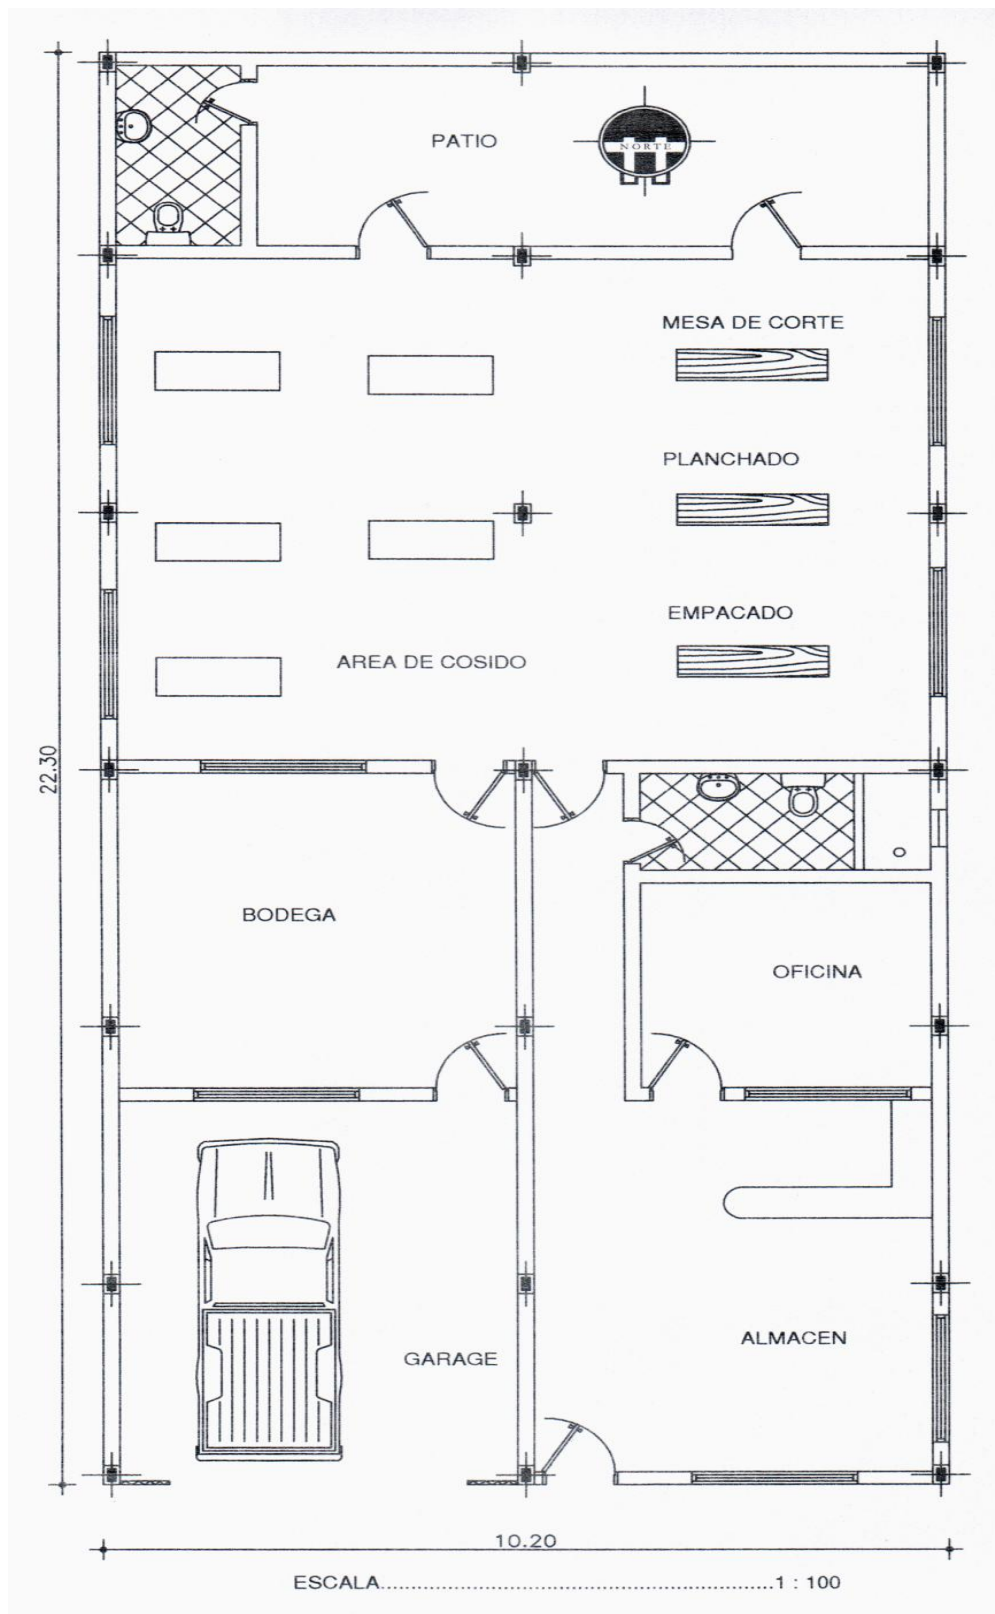 PATIO
NORTE
MESA DE CORTE
PLANCHADO
EMPACADO
AREA DE COSIDO
22.30
BODEGA
OFICINA
ALMACEN
GARAGE
10.20
ESCALA................................................................1 : 100